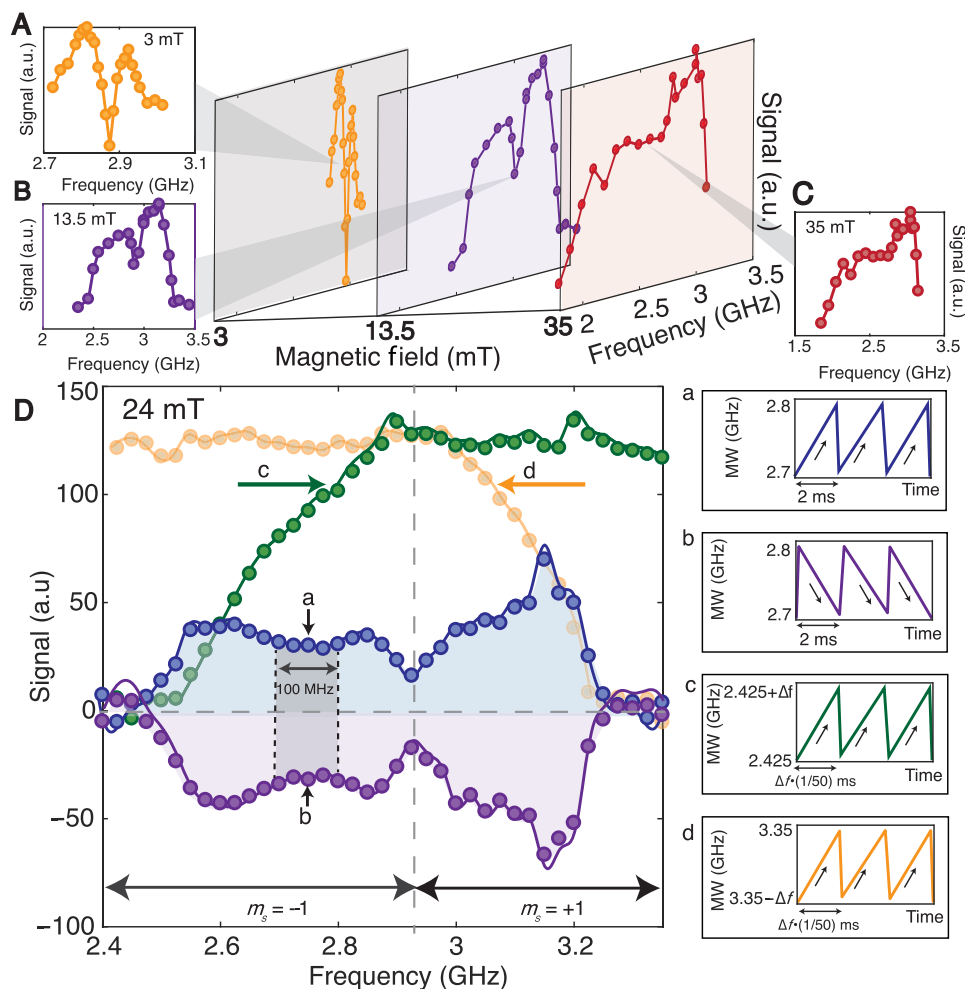 A
3 mT
Signal (a.u.)
2.7
2.9
3.1
Frequency (GHz)
B
13.5 mT
Signal (a.u.)
2
2.5
3
3.5
Frequency (GHz)
3
13.5
35
Magnetic field (mT)
2
2.5
3
3.5
Frequency (GHz)
Signal (a.u.)
C
35 mT
Signal (a.u.)
1.5
2.5
3.5
Frequency (GHz)
D
24 mT
150
100
50
0
−50
−100
Signal (a.u)
c
d
a
100 MHz
b
ms = −1
ms = +1
2.4
2.6
2.8
3
3.2
Frequency (GHz)
a
MW (GHz)
2.8
2.7
2 ms
Time
b
MW (GHz)
2.8
2.7
2 ms
Time
c
MW (GHz)
2.425+Δf
2.425
Δf•(1/50) ms
Time
d
MW (GHz)
3.35
3.35−Δf
Δf•(1/50) ms
Time